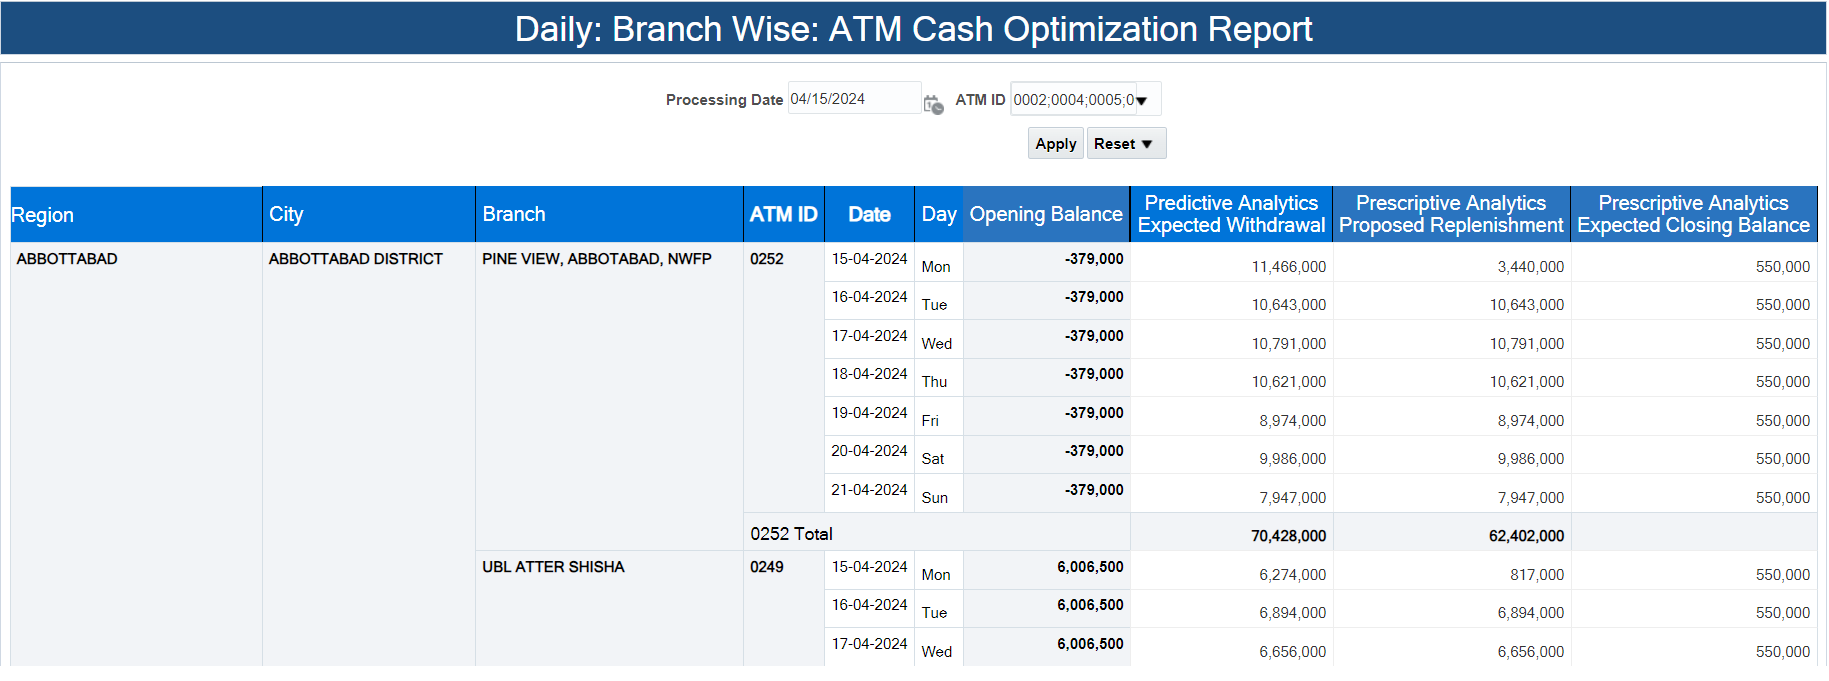 Daily: Branch Wise: ATM Cash Optimization Report
Processing Date 04/15/2024 ATM ID 0002;0004;0005;0
Apply Reset
Region City Branch ATM ID Date Day Opening Balance Predictive Analytics Expected Withdrawal Prescriptive Analytics Proposed Replenishment Prescriptive Analytics Expected Closing Balance
ABBOTTABAD ABBOTTABAD DISTRICT PINE VIEW, ABBOTABAD, NWFP 0252 15-04-2024 Mon -379,000 11,466,000 3,440,000 550,000
16-04-2024 Tue -379,000 10,643,000 10,643,000 550,000
17-04-2024 Wed -379,000 10,791,000 10,791,000 550,000
18-04-2024 Thu -379,000 10,621,000 10,621,000 550,000
19-04-2024 Fri -379,000 8,974,000 8,974,000 550,000
20-04-2024 Sat -379,000 9,986,000 9,986,000 550,000
21-04-2024 Sun -379,000 7,947,000 7,947,000 550,000
0252 Total 70,428,000 62,402,000
UBL ATTER SHISHA 0249 15-04-2024 Mon 6,006,500 6,274,000 817,000 550,000
16-04-2024 Tue 6,006,500 6,894,000 6,894,000 550,000
17-04-2024 Wed 6,006,500 6,656,000 6,656,000 550,000